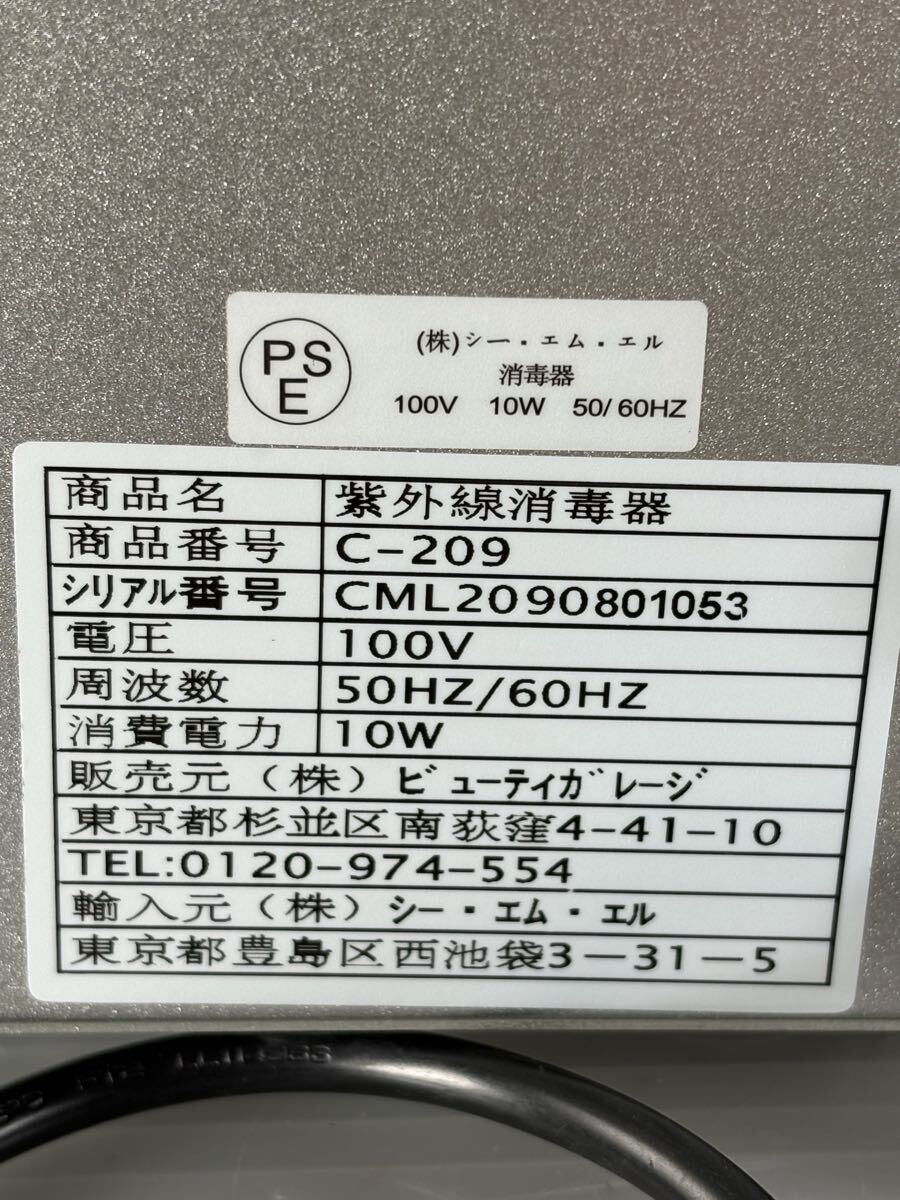 PS
E
(株)シー・エム・エル
消毒器
100V 10W 50/60HZ
商品名 紫外線消毒器
商品番号 C-209
シリアル番号 CML2090801053
電圧 100V
周波数 50HZ/60HZ
消費電力 10W
販売元（株）ビューティガレージ
東京都杉並区南荻窪4-41-10
TEL:0120-974-554
輸入元（株）シー・エム・エル
東京都豊島区西池袋3－31－5